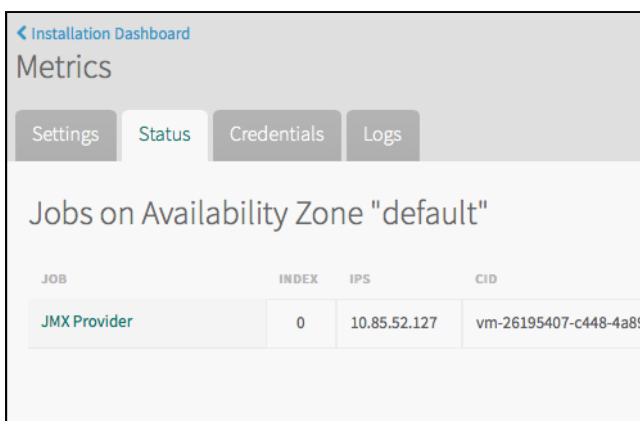 Installation Dashboard
Metrics
Settings Status Credentials Logs
Jobs on Availability Zone "default"
JOB INDEX IPS CID
JMX Provider 0 10.85.52.127 vm-26195407-c448-4a89